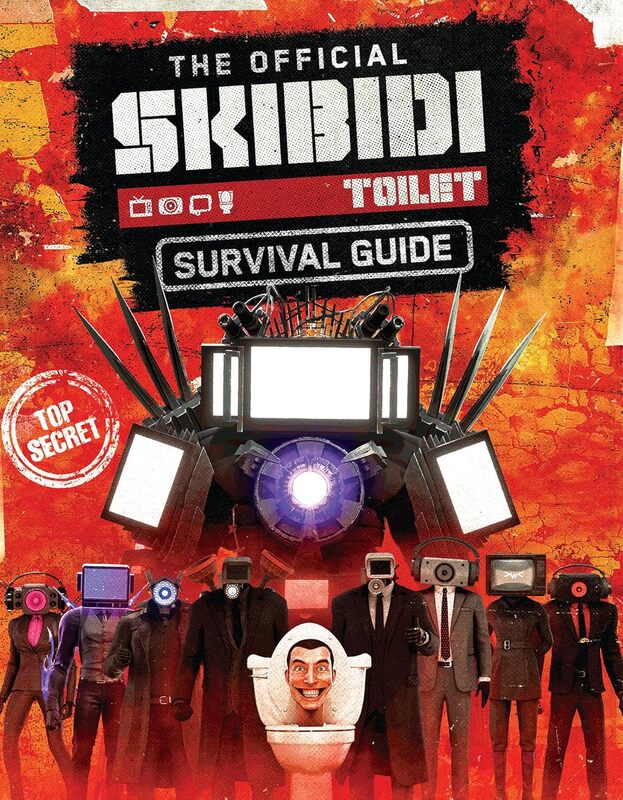 THE OFFICIAL
SKIBIDI
TOILET
SURVIVAL GUIDE
TOP
SECRET
>W<